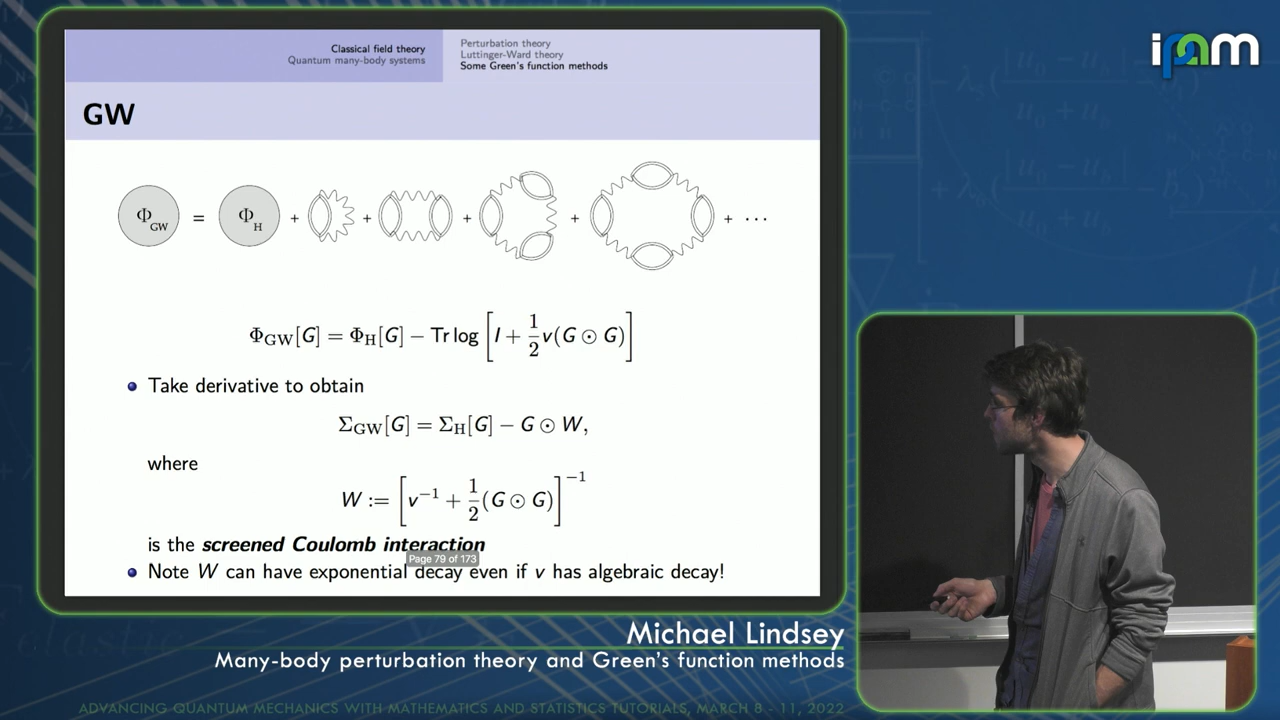 Classical field theory
Quantum many-body systems
Perturbation theory
Luttinger-Ward theory
Some Green's function methods
ipam
GW
Φ_GW = Φ_H + + + + + ···
Φ_GW[G] = Φ_H[G] − Tr log [I + 1/2 v(G ⊙ G)]
Take derivative to obtain
Σ_GW[G] = Σ_H[G] − G ⊙ W,
where
W := [v⁻¹ + 1/2 (G ⊙ G)]⁻¹
is the screened Coulomb interaction
Page 79 of 173
Note W can have exponential decay even if v has algebraic decay!
Michael Lindsey
Many-body perturbation theory and Green's function methods
ADVANCING QUANTUM MECHANICS WITH MATHEMATICS AND STATISTICS TUTORIALS, MARCH 8 - 11, 2022